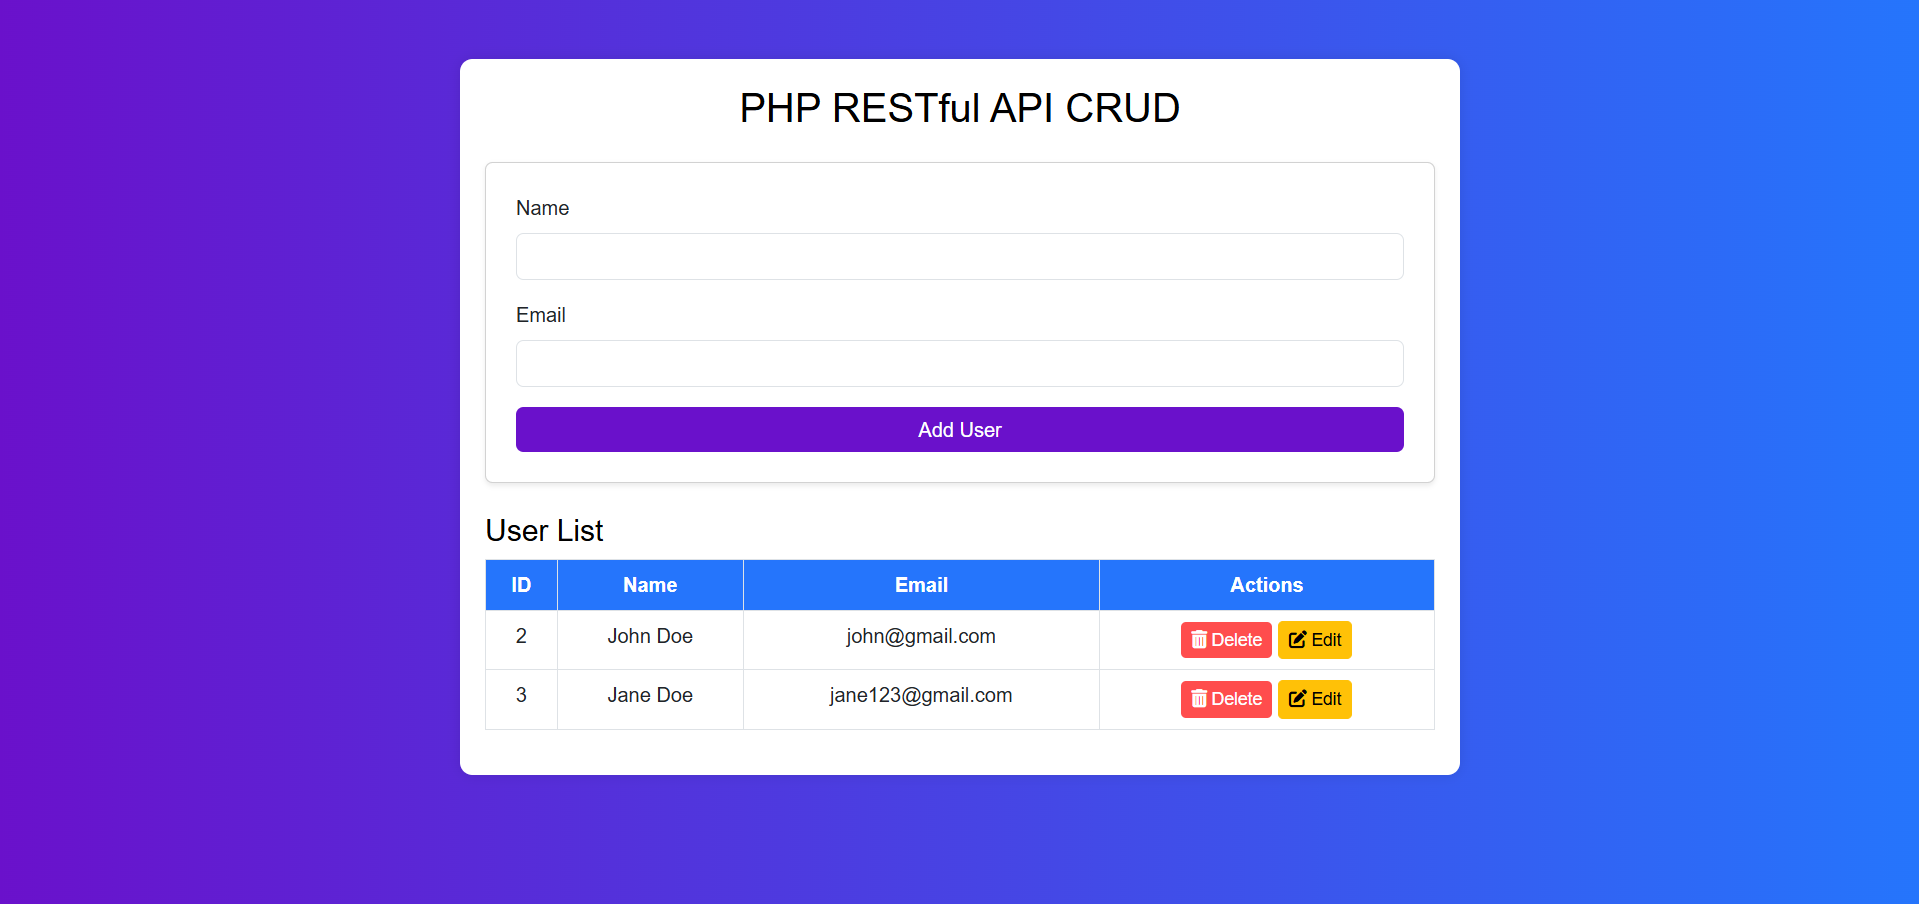 PHP RESTful API CRUD
Name
Email
Add User
User List
ID Name Email Actions
2 John Doe john@gmail.com Delete Edit
3 Jane Doe jane123@gmail.com Delete Edit